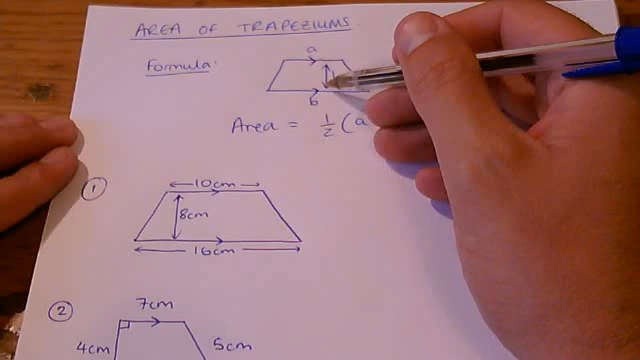 AREA OF TRAPEZIUMS.
Formula:
a
b
Area = 1/2 (a
1
10cm
8cm
16cm
2
7cm
4cm
5cm